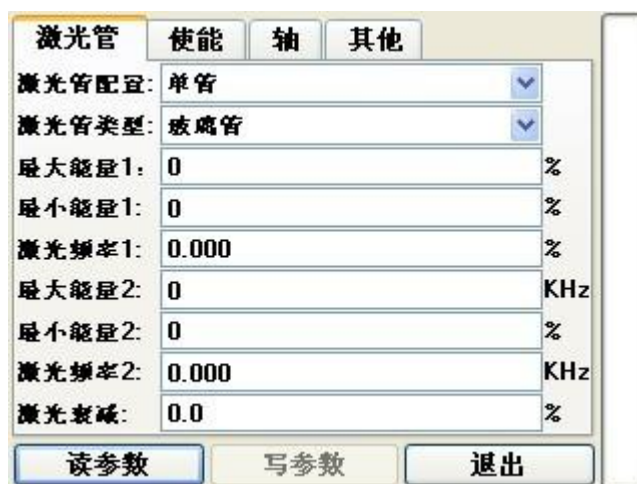 激光管 使能 轴 其他
激光管配置: 单管
激光管类型: 玻璃管
最大能量1: 0 %
最小能量1: 0 %
激光频率1: 0.000 %
最大能量2: 0 KHz
最小能量2: 0 %
激光频率2: 0.000 KHz
激光衰减: 0.0 %
读参数 写参数 退出